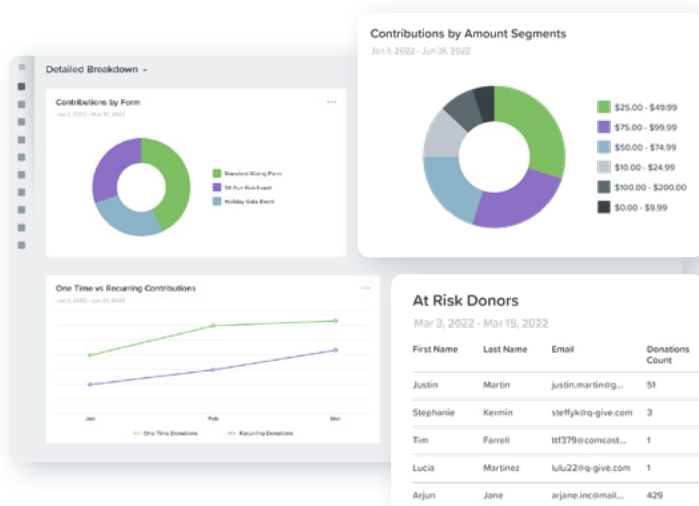 Detailed Breakdown
Contributions by Form
Jan 1, 2022 - Mar 31, 2022
Standard Giving Form
5K Fun Run Event
Holiday Gala Event
Contributions by Amount Segments
Jan 1, 2022 - Jun 31, 2022
$25.00 - $49.99
$75.00 - $99.99
$50.00 - $74.99
$10.00 - $24.99
$100.00 - $200.00
$0.00 - $9.99
One Time vs Recurring Contributions
Jan 1, 2022 - Jun 31, 2022
Jan Feb Mar
One Time Donations Recurring Donations
At Risk Donors
Mar 3, 2022 - Mar 15, 2022
First Name Last Name Email Donations
Count
Justin Martin justin.martin@g... 51
Stephanie Kermin steffyk@q-give.com 3
Tim Farrell ttf379@comcast... 1
Lucia Martinez lulu22@q-give.com 1
Arjun Jane arjane.inc@mail... 429